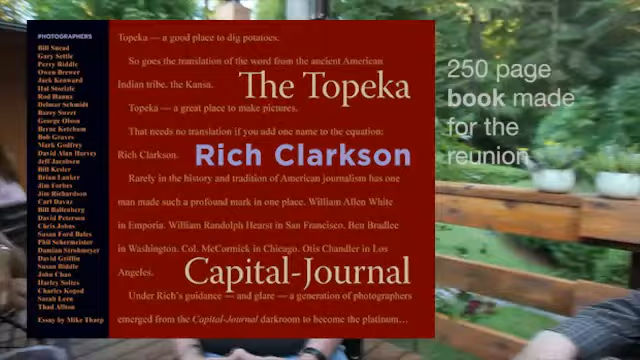 PHOTOGRAPHERS
Bill Snead
Gary Settle
Perry Riddle
Owen Brewer
Jack Kenward
Hal Stoelzle
Rod Hanna
Delmar Schmidt
Barry Sweet
George Olson
Bernie Ketchum
Bob Graves
Mark Godfrey
David Alan Harvey
Jeff Jacobsen
Bill Kesler
Brian Lanker
Jim Forbes
Jim Richardson
Carl Davaz
Bill Ballenberg
David Peterson
Chris Johns
Susan Ford Bales
Phil Schermeister
Damian Strohmeyer
David Griffin
Susan Biddle
John Chao
Harley Soltes
Charles Kogod
Sarah Leen
Thad Allton
Essay by Mike Tharp
Topeka — a good place to dig potatoes.
So goes the translation of the word from the ancient American
Indian tribe, the Kansa.
The Topeka
Topeka — a great place to make pictures.
That needs no translation if you add one name to the equation:
Rich Clarkson.
Rich Clarkson
Rarely in the history and tradition of American journalism has one
man made such a profound mark in one place. William Allen White
in Emporia. William Randolph Hearst in San Francisco. Ben Bradlee
in Washington. Col. McCormick in Chicago. Otis Chandler in Los
Angeles.
Capital-Journal
Under Rich's guidance — and glare — a generation of photographers
emerged from the Capital-Journal darkroom to become the platinum…
250 page
book made
for the
reunion